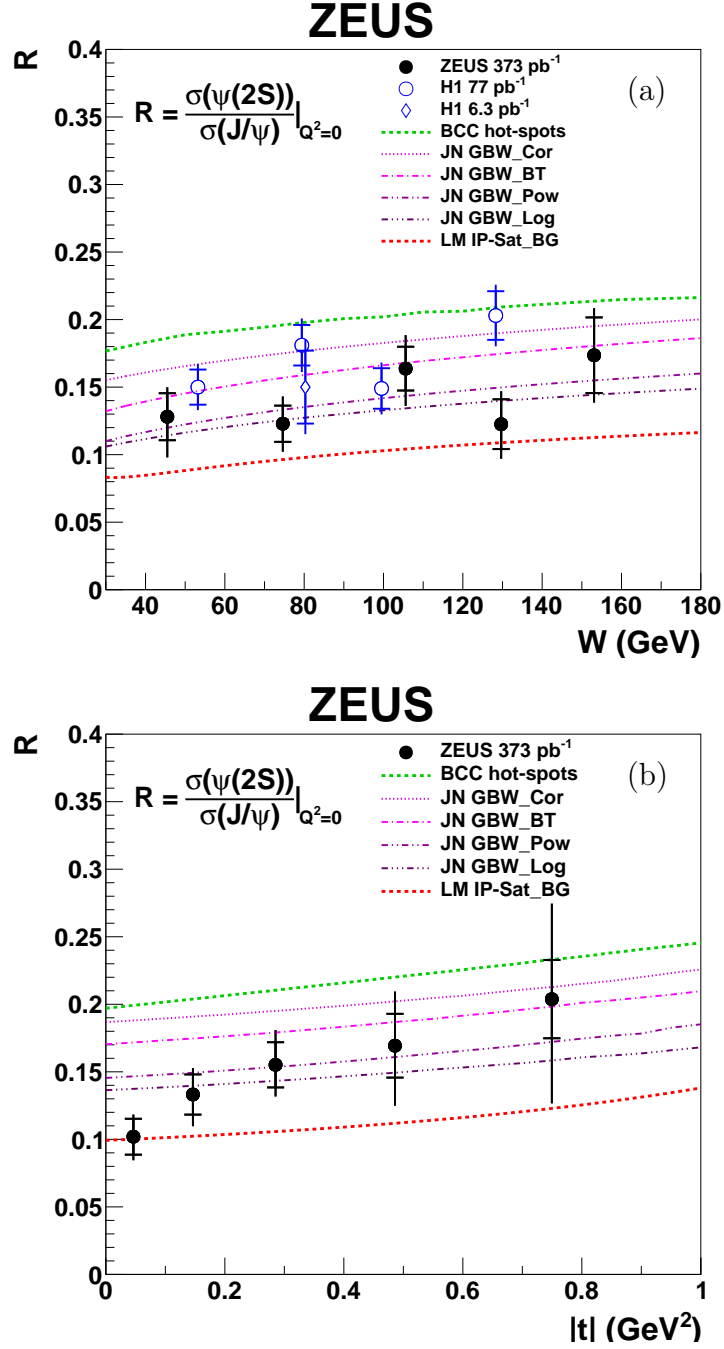 ZEUS
R
0.4
0.35
0.3
0.25
0.2
0.15
0.1
0.05
0
R = σ(ψ(2S)) / σ(J/ψ) |Q²=0
ZEUS 373 pb⁻¹
H1 77 pb⁻¹
H1 6.3 pb⁻¹
BCC hot-spots
JN GBW_Cor
JN GBW_BT
JN GBW_Pow
JN GBW_Log
LM IP-Sat_BG
(a)
40 60 80 100 120 140 160 180
W (GeV)
ZEUS
R
0.4
0.35
0.3
0.25
0.2
0.15
0.1
0.05
0
R = σ(ψ(2S)) / σ(J/ψ) |Q²=0
ZEUS 373 pb⁻¹
BCC hot-spots
JN GBW_Cor
JN GBW_BT
JN GBW_Pow
JN GBW_Log
LM IP-Sat_BG
(b)
0 0.2 0.4 0.6 0.8 1
|t| (GeV²)